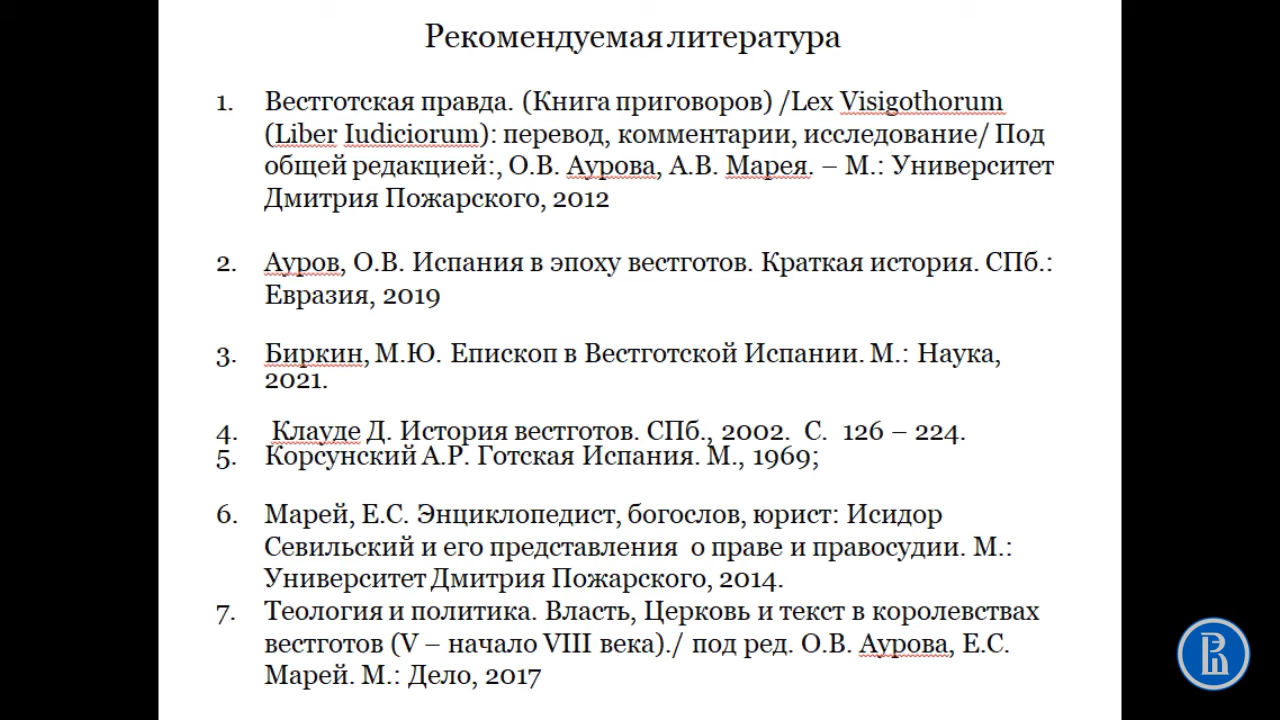 Рекомендуемая литература
1. Вестготская правда. (Книга приговоров) /Lex Visigothorum
(Liber Iudiciorum): перевод, комментарии, исследование/ Под
общей редакцией:, О.В. Аурова, А.В. Марея. – М.: Университет
Дмитрия Пожарского, 2012
2. Ауров, О.В. Испания в эпоху вестготов. Краткая история. СПб.:
Евразия, 2019
3. Биркин, М.Ю. Епископ в Вестготской Испании. М.: Наука,
2021.
4. Клауде Д. История вестготов. СПб., 2002. С. 126 – 224.
5. Корсунский А.Р. Готская Испания. М., 1969;
6. Марей, Е.С. Энциклопедист, богослов, юрист: Исидор
Севильский и его представления о праве и правосудии. М.:
Университет Дмитрия Пожарского, 2014.
7. Теология и политика. Власть, Церковь и текст в королевствах
вестготов (V – начало VIII века)./ под ред. О.В. Аурова, Е.С.
Марей. М.: Дело, 2017